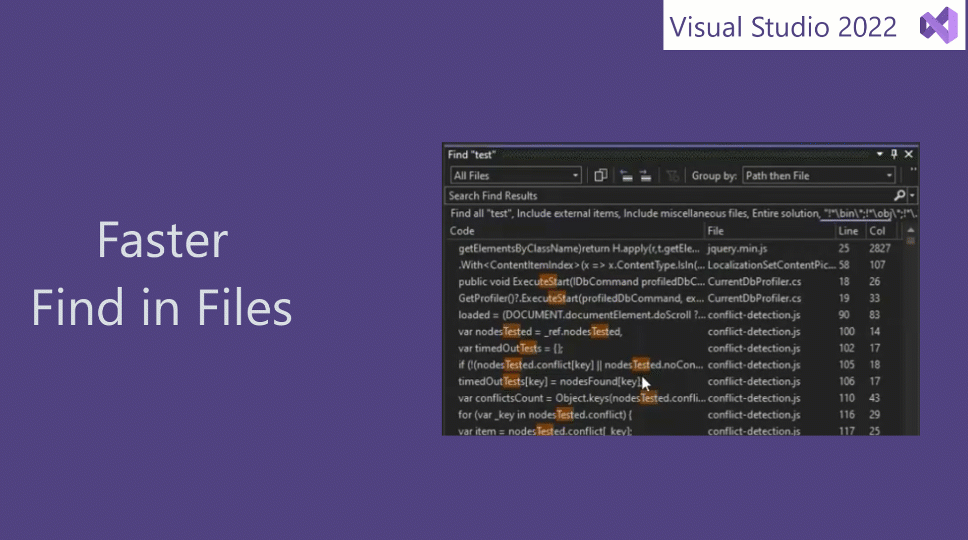 Visual Studio 2022
Faster
Find in Files
Find "test"
All Files
Group by:
Path then File
Search Find Results
Find all "test", Include external items, Include miscellaneous files, Entire solution, "!*\bin\*;!*\obj\*;!*\.
Code File Line Col
getElementsByClassName)return H.apply(r,t.getEle... jquery.min.js 25 2827
.With<ContentItemIndex>(x => x.ContentType.IsIn(... LocalizationSetContentPic... 58 107
public void ExecuteStart(IDbCommand profiledDbC... CurrentDbProfiler.cs 18 26
GetProfiler()?.ExecuteStart(profiledDbCommand, ex... CurrentDbProfiler.cs 19 33
loaded = (DOCUMENT.documentElement.doScroll ?... conflict-detection.js 90 83
var nodesTested = _ref.nodesTested, conflict-detection.js 100 14
var timedOutTests = {}; conflict-detection.js 102 17
if (!(nodesTested.conflict[key] || nodesTested.noCon... conflict-detection.js 105 18
timedOutTests[key] = nodesFound[key]; conflict-detection.js 106 17
var conflictsCount = Object.keys(nodesTested.confli... conflict-detection.js 110 43
for (var _key in nodesTested.conflict) { conflict-detection.js 116 29
var item = nodesTested.conflict[_key]; conflict-detection.js 117 25